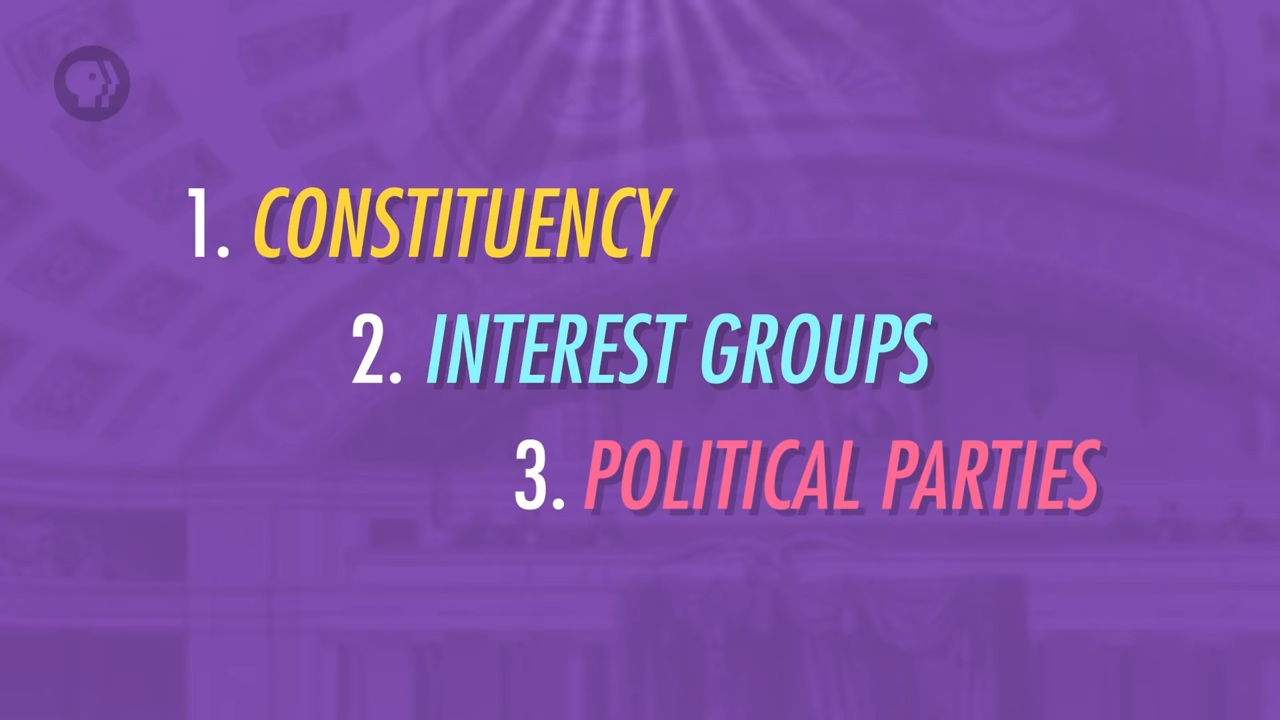 1. CONSTITUENCY
2. INTEREST GROUPS
3. POLITICAL PARTIES